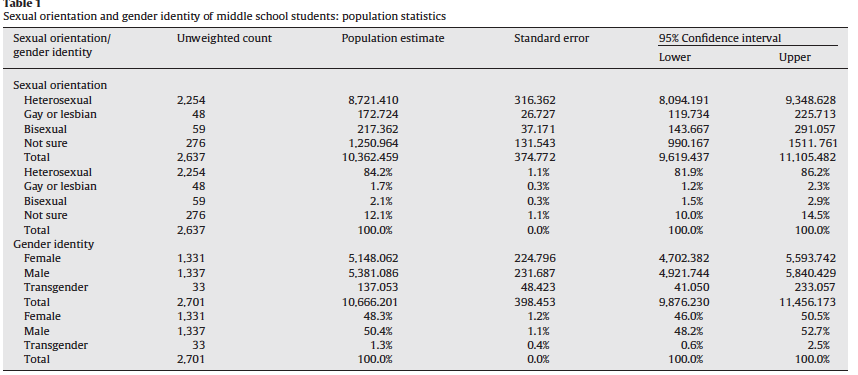 Table 1
Sexual orientation and gender identity of middle school students: population statistics
Sexual orientation/ Unweighted count Population estimate Standard error 95% Confidence interval
gender identity
Lower Upper
Sexual orientation
Heterosexual 2,254 8,721.410 316.362 8,094.191 9,348.628
Gay or lesbian 48 172.724 26.727 119.734 225.713
Bisexual 59 217.362 37.171 143.667 291.057
Not sure 276 1,250.964 131.543 990.167 1511. 761
Total 2,637 10,362.459 374.772 9,619.437 11,105.482
Heterosexual 2,254 84.2% 1.1% 81.9% 86.2%
Gay or lesbian 48 1.7% 0.3% 1.2% 2.3%
Bisexual 59 2.1% 0.3% 1.5% 2.9%
Not sure 276 12.1% 1.1% 10.0% 14.5%
Total 2,637 100.0% 0.0% 100.0% 100.0%
Gender identity
Female 1,331 5,148.062 224.796 4,702.382 5,593.742
Male 1,337 5,381.086 231.687 4,921.744 5,840.429
Transgender 33 137.053 48.423 41.050 233.057
Total 2,701 10,666.201 398.453 9,876.230 11,456.173
Female 1,331 48.3% 1.2% 46.0% 50.5%
Male 1,337 50.4% 1.1% 48.2% 52.7%
Transgender 33 1.3% 0.4% 0.6% 2.5%
Total 2,701 100.0% 0.0% 100.0% 100.0%